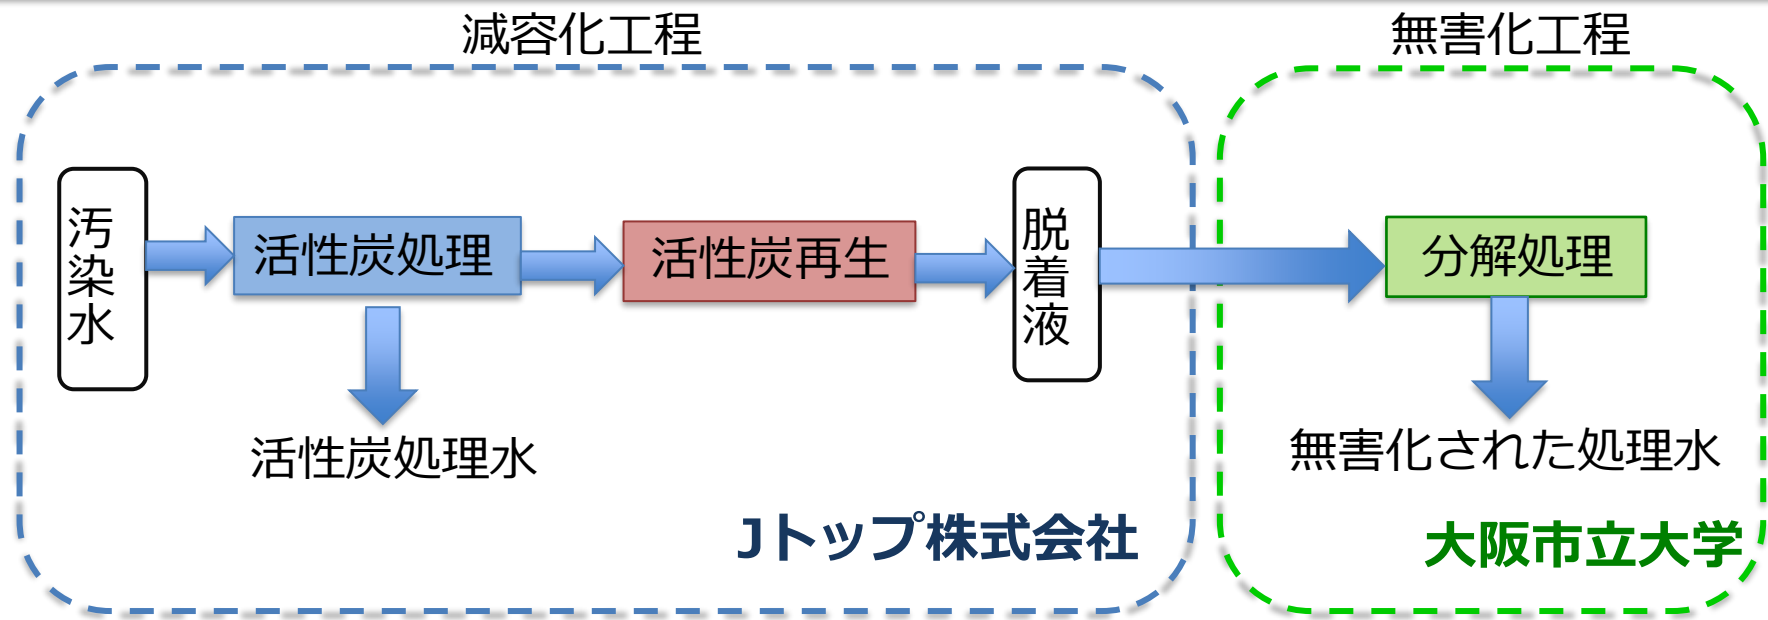 減容化工程
無害化工程
汚染水
活性炭処理
活性炭再生
脱着液
分解処理
活性炭処理水
無害化された処理水
Jトップ株式会社
大阪市立大学